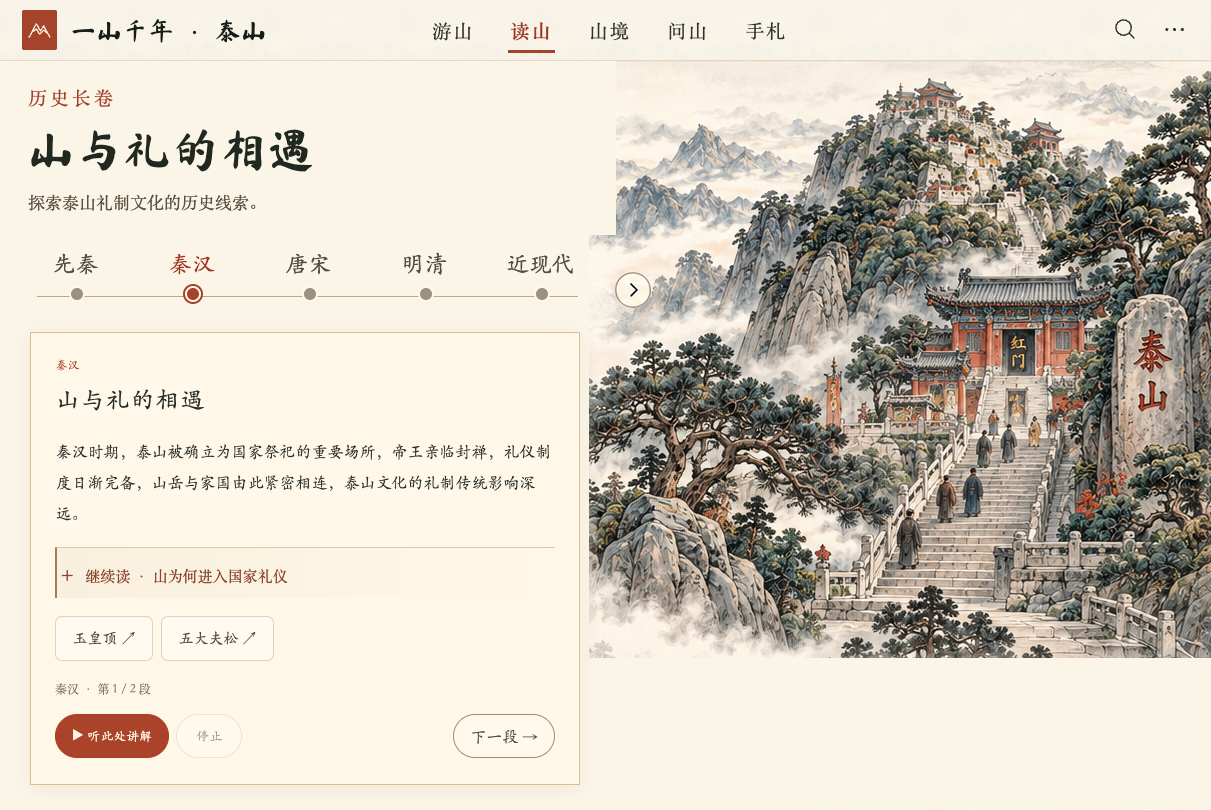 一山千年 · 泰山
游山 读山 山境 问山 手札
历史长卷
山与礼的相遇
探索泰山礼制文化的历史线索。
先秦 秦汉 唐宋 明清 近现代
秦汉
山与礼的相遇
秦汉时期，泰山被确立为国家祭祀的重要场所，帝王亲临封禅，礼仪制
度日渐完备，山岳与家国由此紧密相连，泰山文化的礼制传统影响深
远。
+ 继续读 · 山为何进入国家礼仪
玉皇顶 ↗ 五大夫松 ↗
秦汉 · 第 1 / 2 段
▶ 听此处讲解 停止 下一段 →
红门
泰山